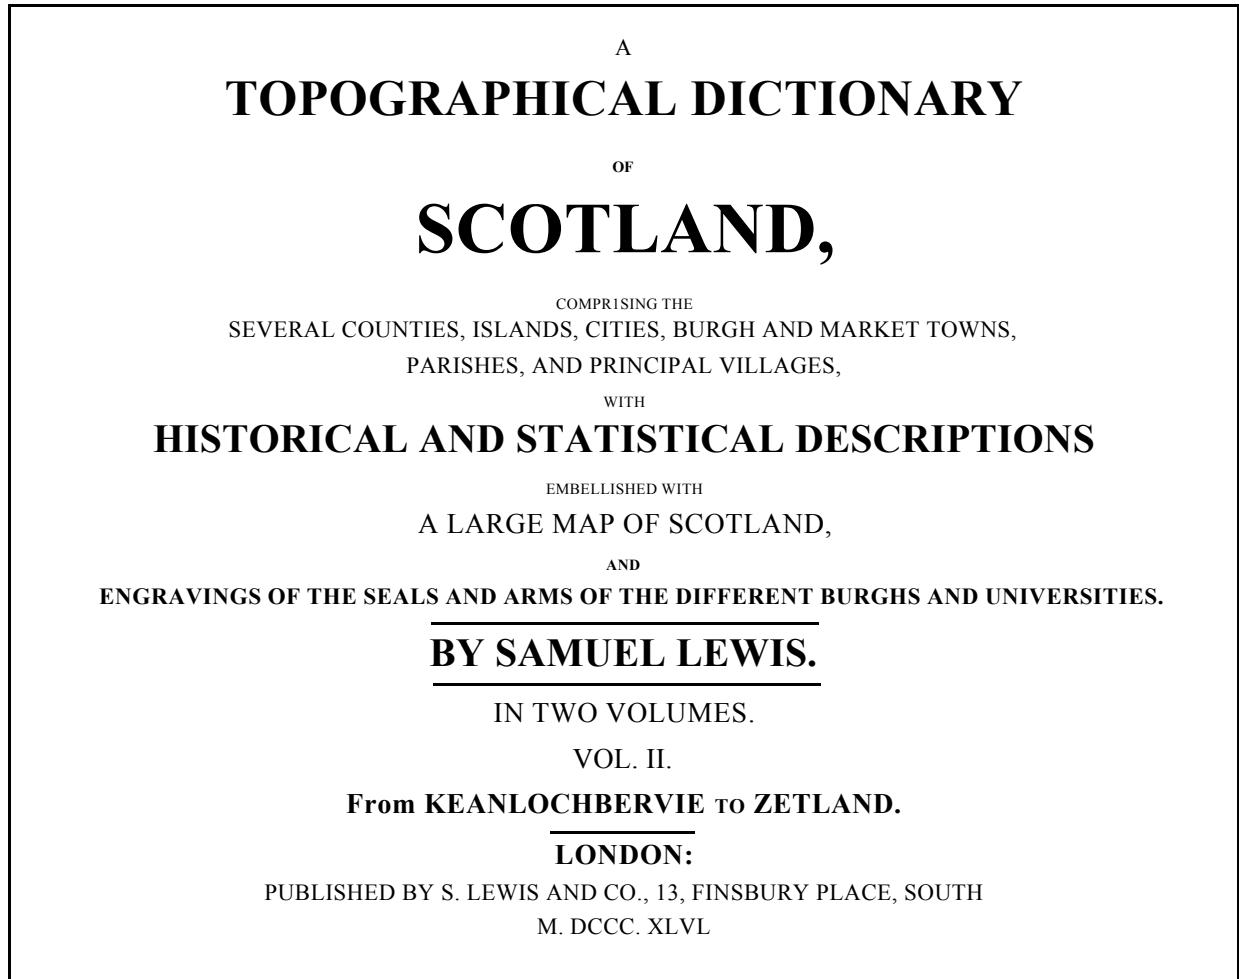 A
TOPOGRAPHICAL DICTIONARY
OF
SCOTLAND,
COMPR1SING THE
SEVERAL COUNTIES, ISLANDS, CITIES, BURGH AND MARKET TOWNS,
PARISHES, AND PRINCIPAL VILLAGES,
WITH
HISTORICAL AND STATISTICAL DESCRIPTIONS
EMBELLISHED WITH
A LARGE MAP OF SCOTLAND,
AND
ENGRAVINGS OF THE SEALS AND ARMS OF THE DIFFERENT BURGHS AND UNIVERSITIES.
BY SAMUEL LEWIS.
IN TWO VOLUMES.
VOL. II.
From KEANLOCHBERVIE TO ZETLAND.
LONDON:
PUBLISHED BY S. LEWIS AND CO., 13, FINSBURY PLACE, SOUTH
M. DCCC. XLVL